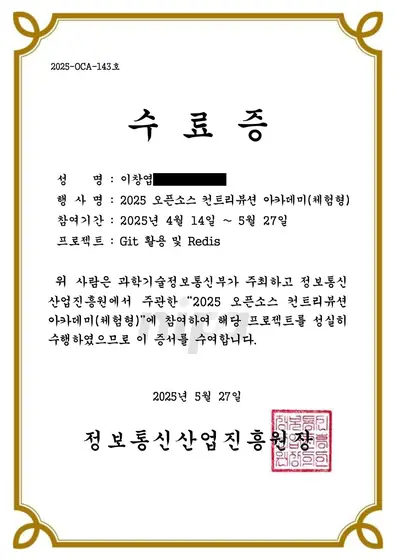 2025-OCA-143호
수 료 증
성 명 : 이창엽
행 사 명 : 2025 오픈소스 컨트리뷰션 아카데미(체험형)
참여기간 : 2025년 4월 14일 ~ 5월 27일
프로젝트 : Git 활용 및 Redis
위 사람은 과학기술정보통신부가 주최하고 정보통신
산업진흥원에서 주관한 "2025 오픈소스 컨트리뷰션
아카데미(체험형)"에 참여하여 해당 프로젝트를 성실히
수행하였으므로 이 증서를 수여합니다.
nipa
2025년 5월 27일
정보통신산업진흥원장